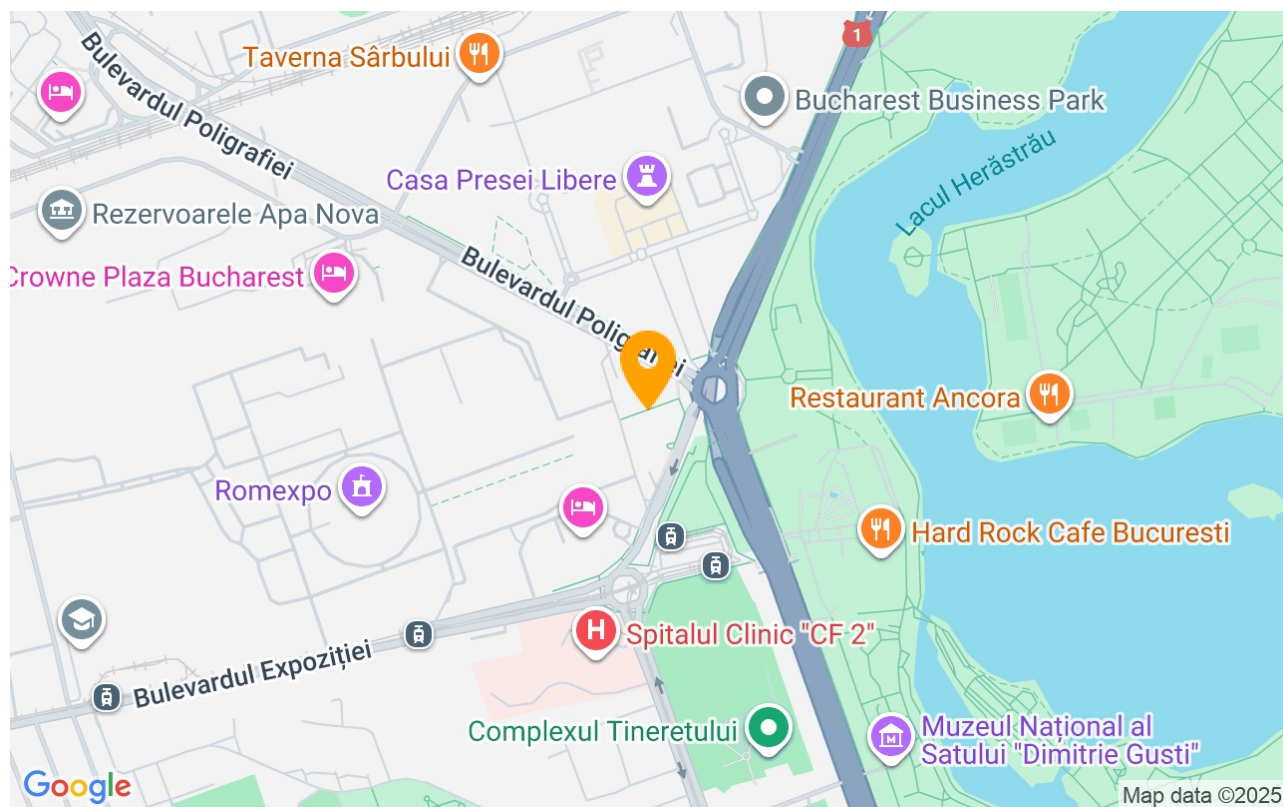 Bulevardul Poligrafiei
Taverna Sârbului
1
Bucharest Business Park
Casa Presei Libere
Lacul Herăstrău
Rezervoarele Apa Nova
Crowne Plaza Bucharest
Bulevardul Poligrafiei
Restaurant Ancora
Romexpo
Hard Rock Cafe Bucuresti
H
Spitalul Clinic "CF 2"
Bulevardul Expoziției
Complexul Tineretului
M
Muzeul Național al
Satului "Dimitrie Gusti"
Google
Map data ©2025